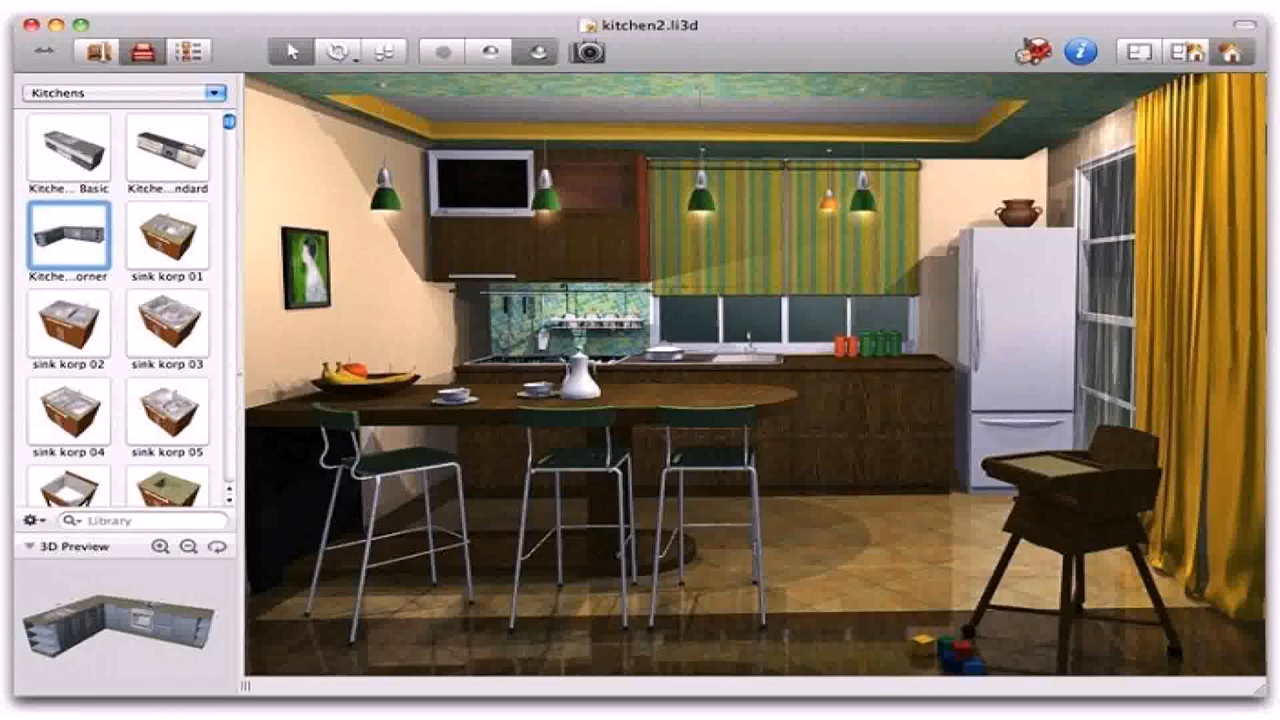 kitchen2.li3d
Kitchens
Kitche... Basic
Kitche...ndard
Kitche...orner
sink korp 01
sink korp 02
sink korp 03
sink korp 04
sink korp 05
Library
3D Preview